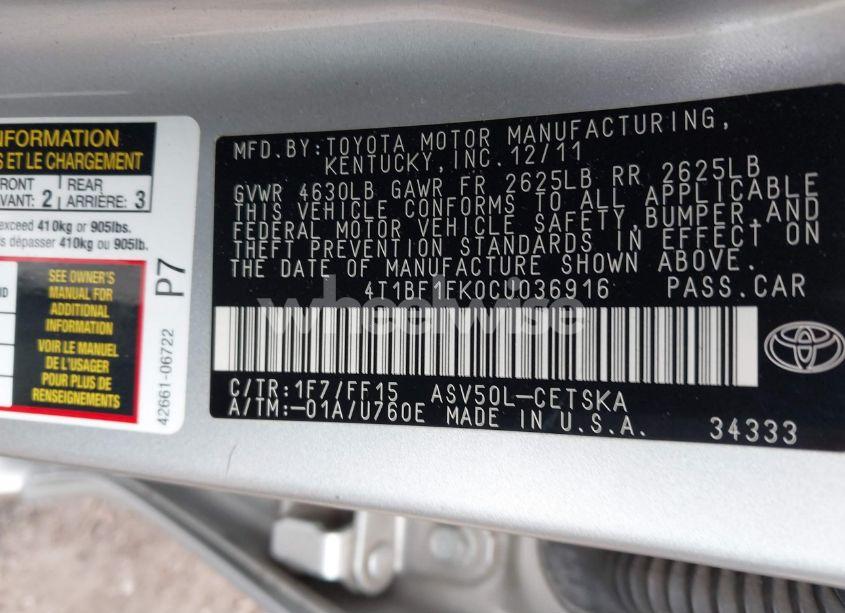 INFORMATION
S ET LE CHARGEMENT
FRONT
VANT: 2
REAR
ARRIÈRE: 3
exceed 410kg or 905lbs.
s dépasser 410kg ou 905lb.
SEE OWNER'S
MANUAL FOR
ADDITIONAL
INFORMATION
VOIR LE MANUEL
DE L'USAGER
POUR PLUS DE
RENSEIGNEMENTS
P7
42661-06722
MFD.BY:TOYOTA MOTOR MANUFACTURING,
KENTUCKY,INC.12/11
GVWR 4630LB GAWR FR 2625LB RR 2625LB
THIS VEHICLE CONFORMS TO ALL APPLICABLE
FEDERAL MOTOR VEHICLE SAFETY,BUMPER,AND
THEFT PREVENTION STANDARDS IN EFFECT ON
THE DATE OF MANUFACTURE SHOWN ABOVE.
4T1BF1FK0CU036916 PASS.CAR
C/TR:1F7/FF15 ASV50L-CETSKA
A/TM:-01A/U760E MADE IN U.S.A. 34333
wheelwise